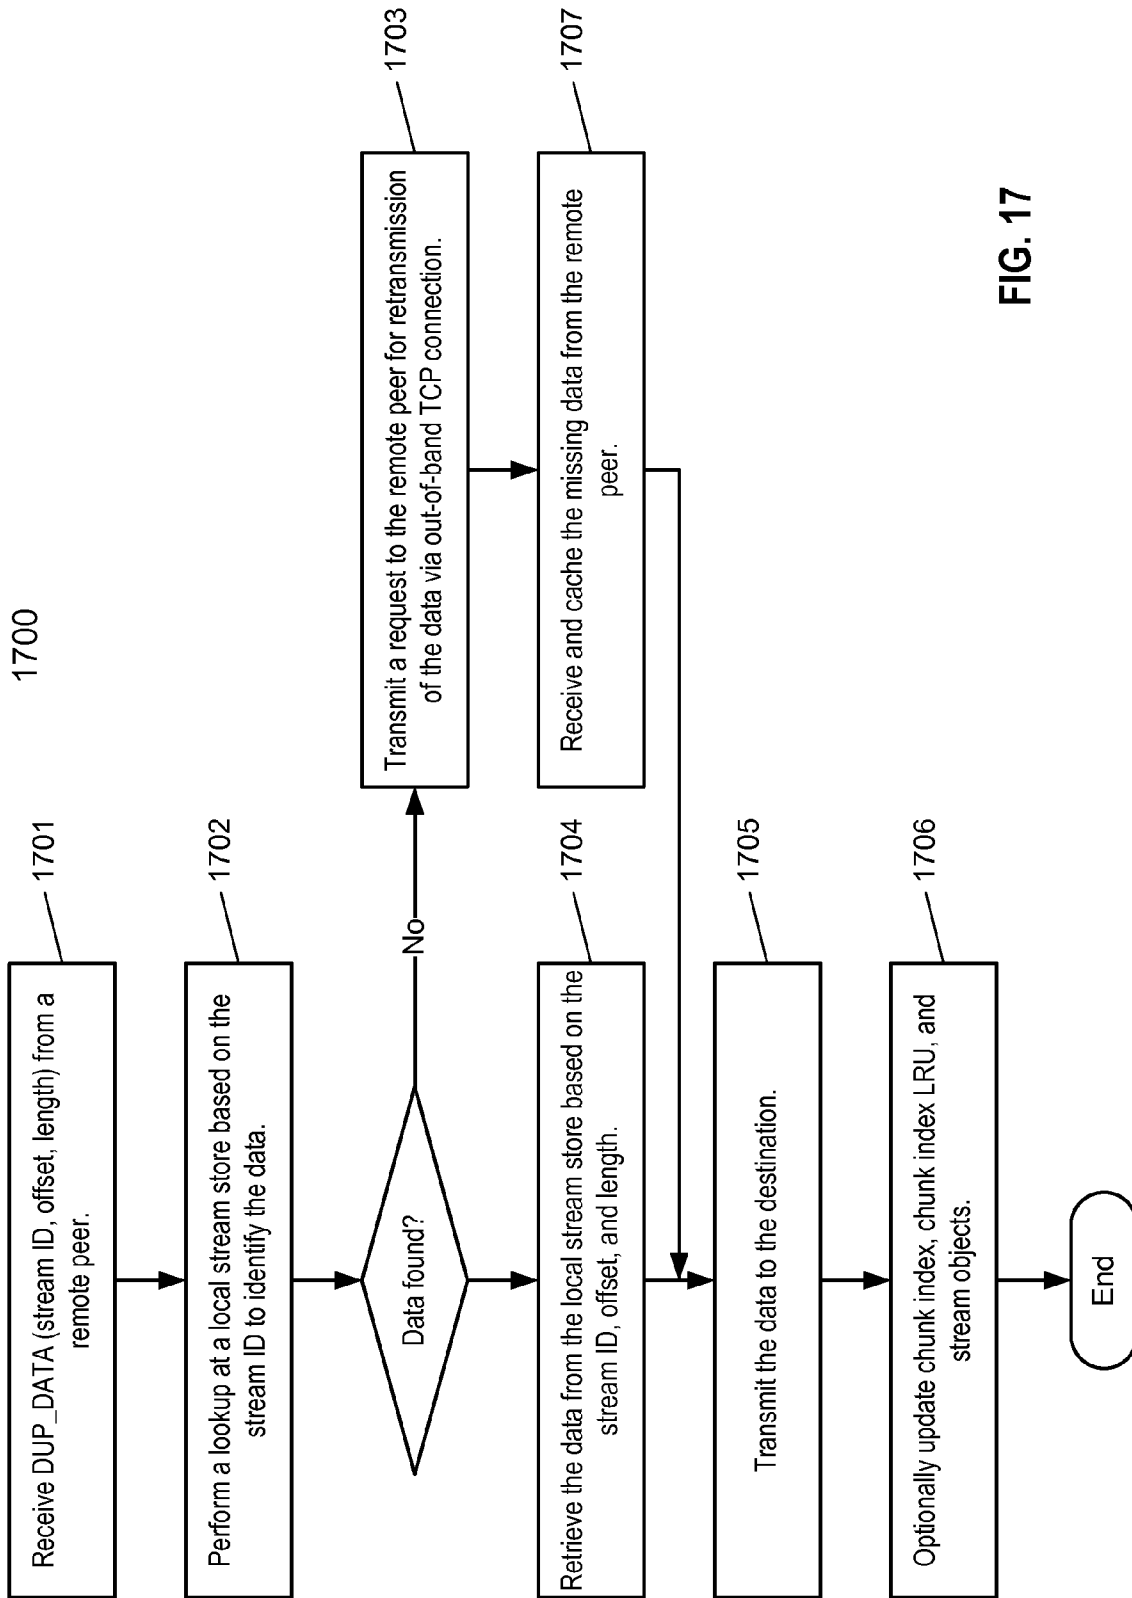 1700
Receive DUP_DATA (stream ID, offset, length) from a
remote peer.
1701
Perform a lookup at a local stream store based on the
stream ID to identify the data.
1702
Data found?
No
Transmit a request to the remote peer for retransmission
of the data via out-of-band TCP connection.
1703
Retrieve the data from the local stream store based on the
stream ID, offset, and length.
1704
Receive and cache the missing data from the remote
peer.
1707
Transmit the data to the destination.
1705
Optionally update chunk index, chunk index LRU, and
stream objects.
1706
End
FIG. 17